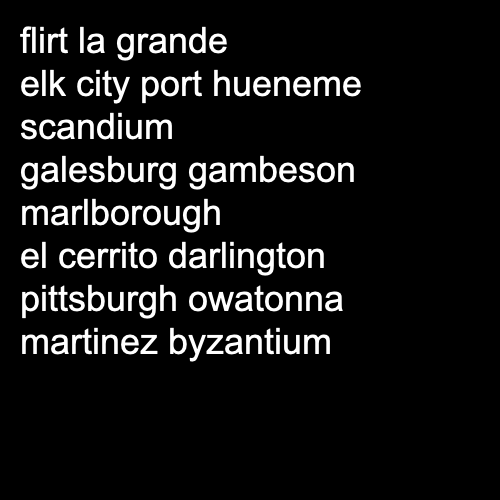 flirt la grande
elk city port hueneme
scandium
galesburg gambeson
marlborough
el cerrito darlington
pittsburgh owatonna
martinez byzantium